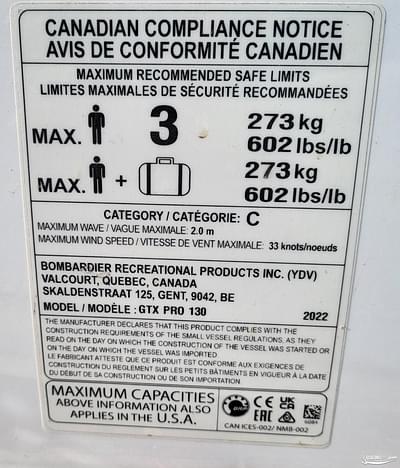 CANADIAN COMPLIANCE NOTICE
AVIS DE CONFORMITÉ CANADIEN
MAXIMUM RECOMMENDED SAFE LIMITS
LIMITES MAXIMALES DE SÉCURITÉ RECOMMANDÉES
MAX. 3 273 kg
602 lbs/lb
MAX. + 273 kg
602 lbs/lb
CATEGORY / CATÉGORIE: C
MAXIMUM WAVE / VAGUE MAXIMALE: 2.0 m
MAXIMUM WIND SPEED / VITESSE DE VENT MAXIMALE: 33 knots/noeuds
BOMBARDIER RECREATIONAL PRODUCTS INC. (YDV)
VALCOURT, QUEBEC, CANADA
SKALDENSTRAAT 125, GENT, 9042, BE
MODEL / MODÈLE : GTX PRO 130 2022
THE MANUFACTURER DECLARES THAT THIS PRODUCT COMPLIES WITH THE
CONSTRUCTION REQUIREMENTS OF THE SMALL VESSEL REGULATIONS, AS THEY
READ ON THE DAY ON WHICH THE CONSTRUCTION OF THE VESSEL WAS STARTED OR
ON THE DAY ON WHICH THE VESSEL WAS IMPORTED.
LE FABRICANT ATTESTE QUE CE PRODUIT EST CONFORME AUX EXIGENCES DE
CONSTRUCTION DU RÈGLEMENT SUR LES PETITS BÂTIMENTS EN VIGUEUR À LA DATE
DU DÉBUT DE SA CONSTRUCTION OU DE SON IMPORTATION.
MAXIMUM CAPACITIES
ABOVE INFORMATION ALSO
APPLIES IN THE U.S.A.
brp CE UK CA
EAC
CAN ICES-002/ NMB-002